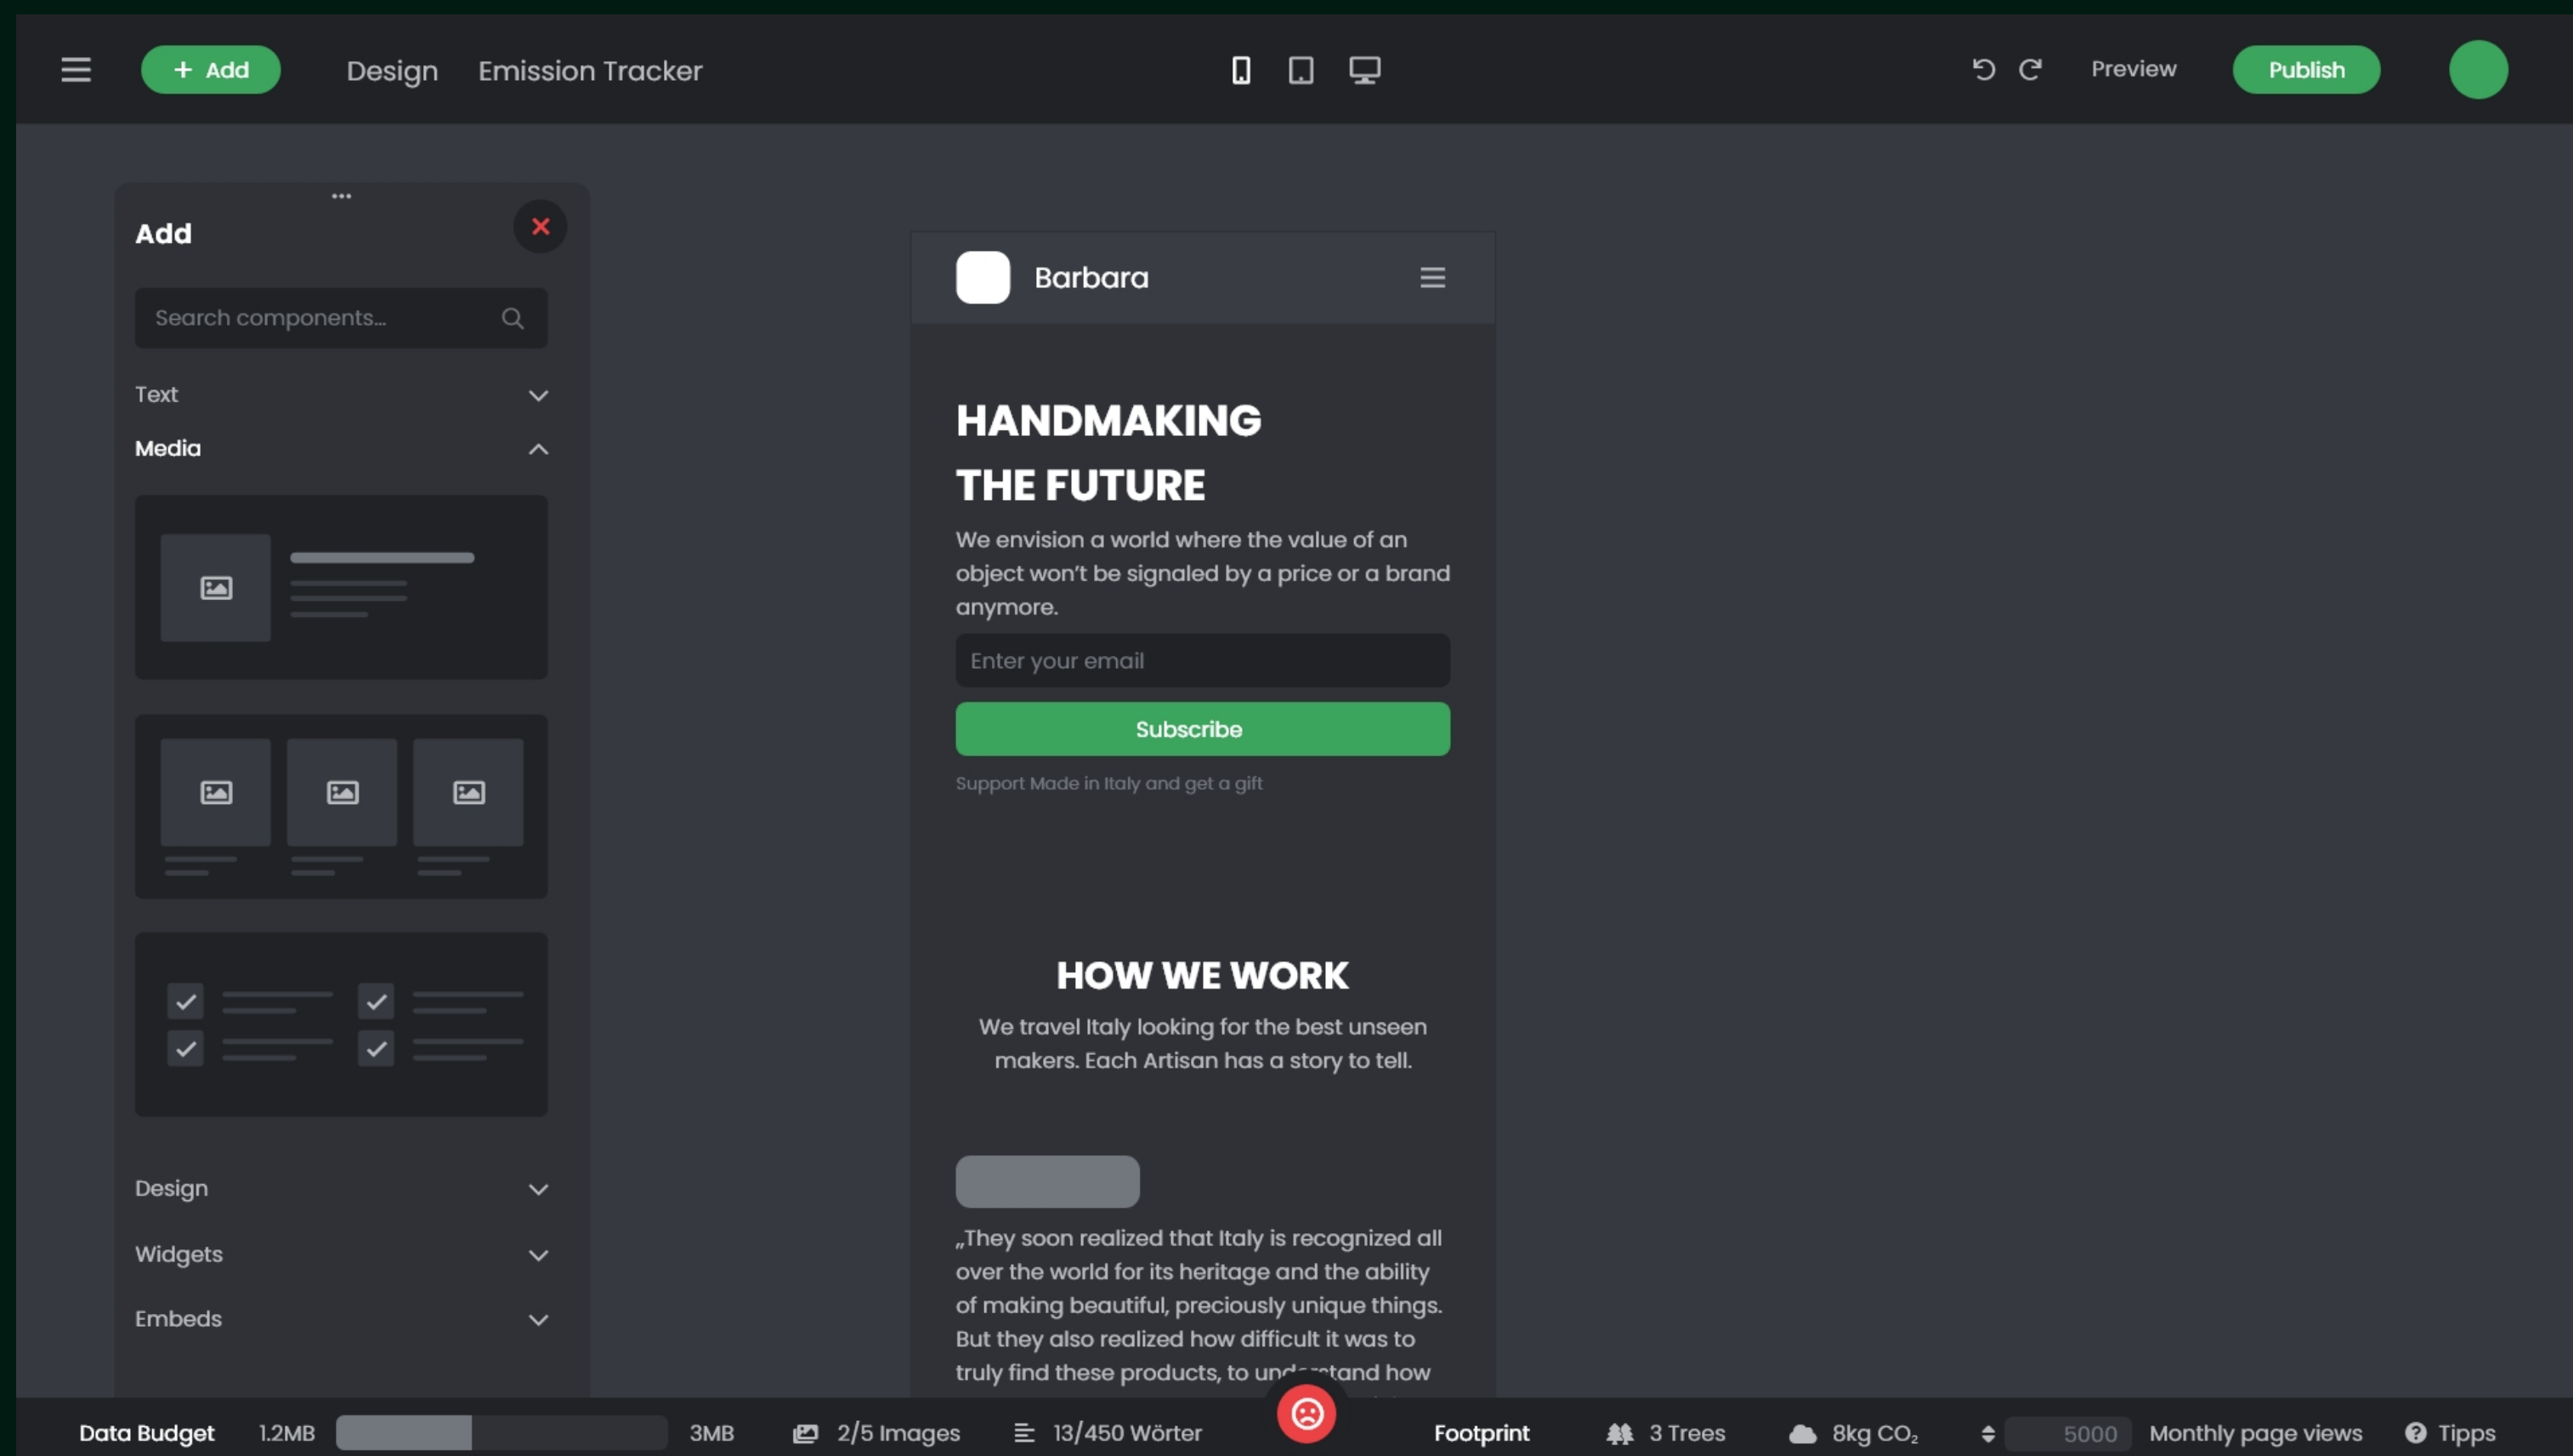 + Add
Design
Emission Tracker
Preview
Publish
Add
Search components...
Text
Media
Design
Widgets
Embeds
Barbara
HANDMAKING
THE FUTURE
We envision a world where the value of an
object won't be signaled by a price or a brand
anymore.
Enter your email
Subscribe
Support Made in Italy and get a gift
HOW WE WORK
We travel Italy looking for the best unseen
makers. Each Artisan has a story to tell.
„They soon realized that Italy is recognized all
over the world for its heritage and the ability
of making beautiful, preciously unique things.
But they also realized how difficult it was to
truly find these products, to understand how
Data Budget
1.2MB
3MB
2/5 Images
13/450 Wörter
Footprint
3 Trees
8kg CO₂
5000
Monthly page views
Tipps